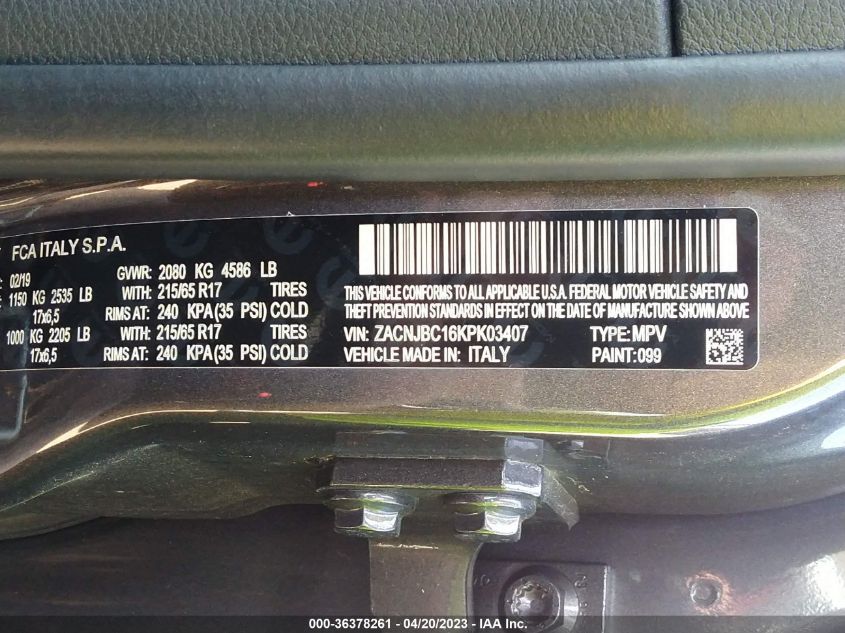 FCA ITALY S.P.A.
02/19
GVWR: 2080 KG 4586 LB
1150 KG 2535 LB WITH: 215/65 R17 TIRES
17x6,5 RIMS AT: 240 KPA(35 PSI) COLD
1000 KG 2205 LB WITH: 215/65 R17 TIRES
17x6,5 RIMS AT: 240 KPA(35 PSI) COLD
THIS VEHICLE CONFORMS TO ALL APPLICABLE U.S.A. FEDERAL MOTOR VEHICLE SAFETY AND
THEFT PREVENTION STANDARDS IN EFFECT ON THE DATE OF MANUFACTURE SHOWN ABOVE
VIN: ZACNJBC16KPK03407 TYPE: MPV
VEHICLE MADE IN: ITALY PAINT: 099
000-36378261 - 04/20/2023 - IAA Inc.